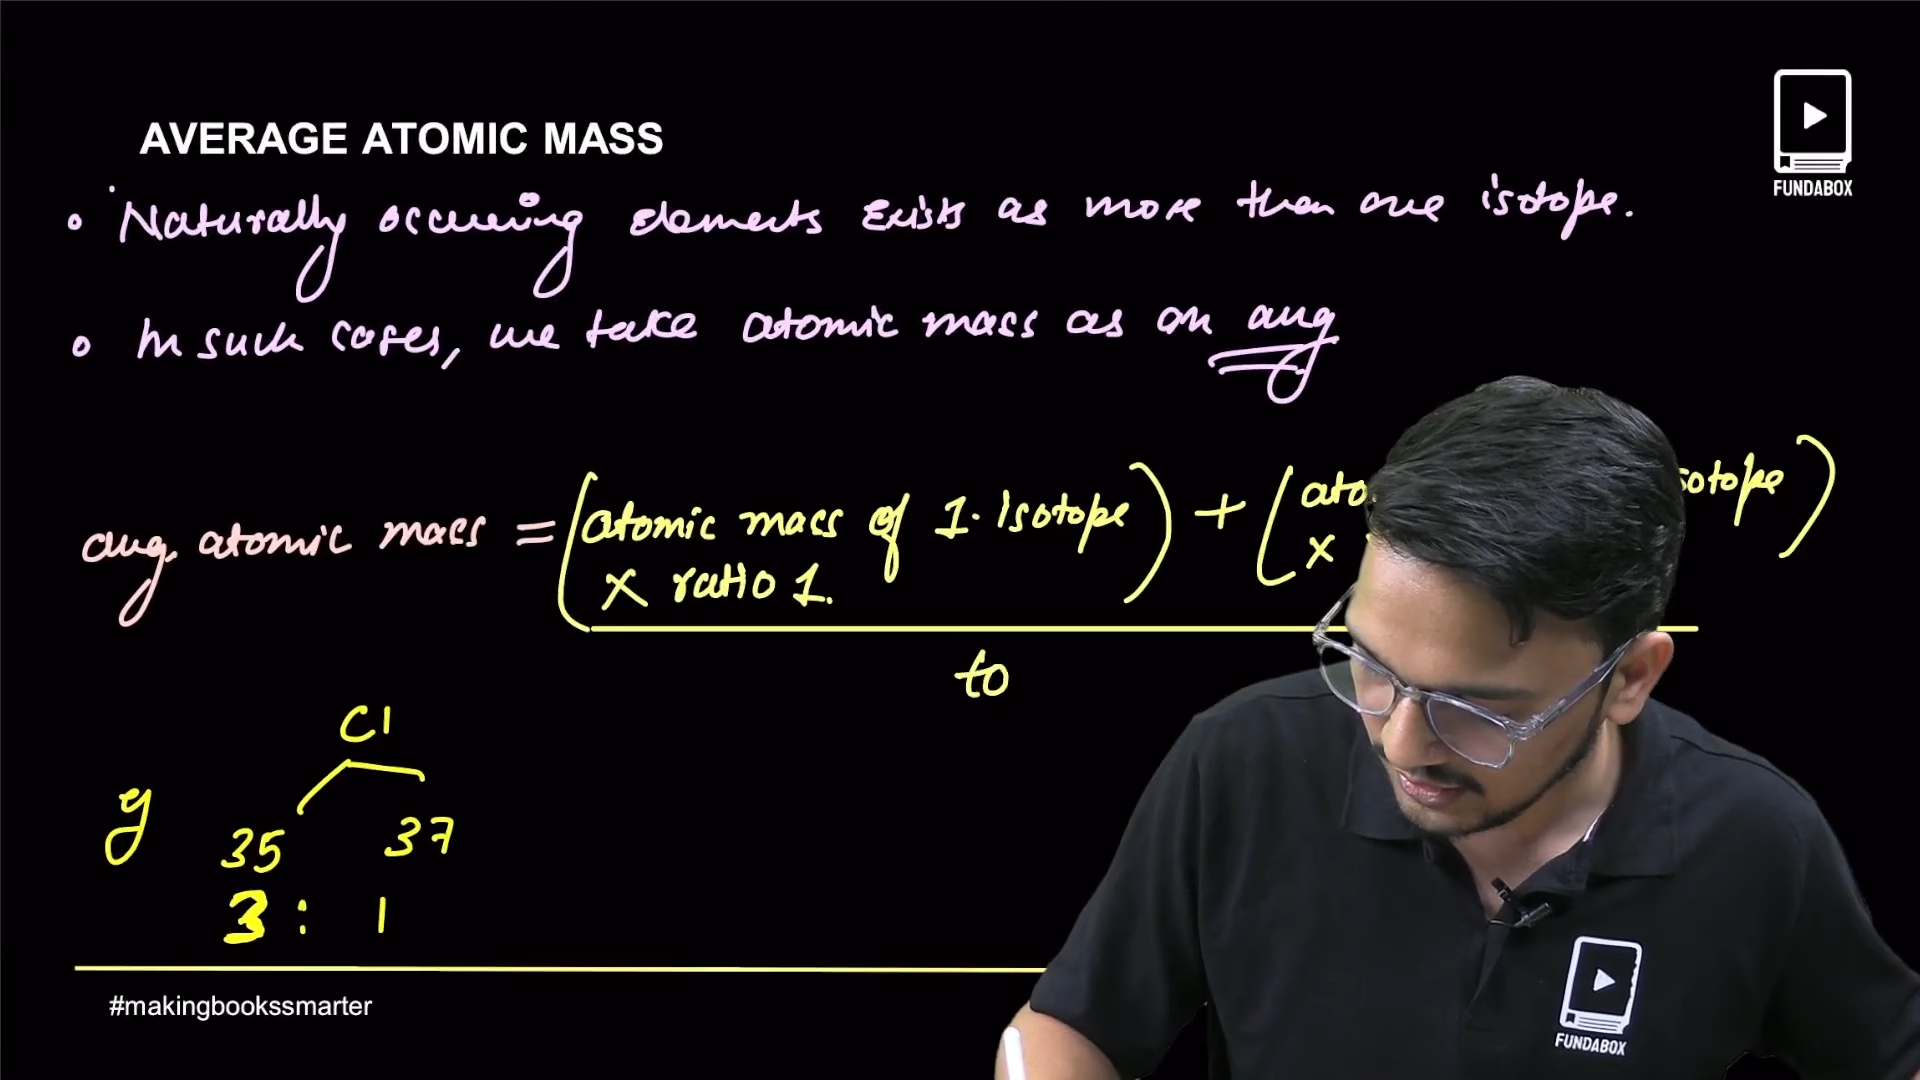 AVERAGE ATOMIC MASS
FUNDABOX
• Naturally occuring elements Exists as more than one isotope.
• In such cases, we take atomic mass as an avg
avg. atomic mass = (atomic mass of 1. Isotope × ratio 1.) + (ato sotope ×)
to
Cl
eg
35 37
3 : 1
#makingbookssmarter
FUNDABOX